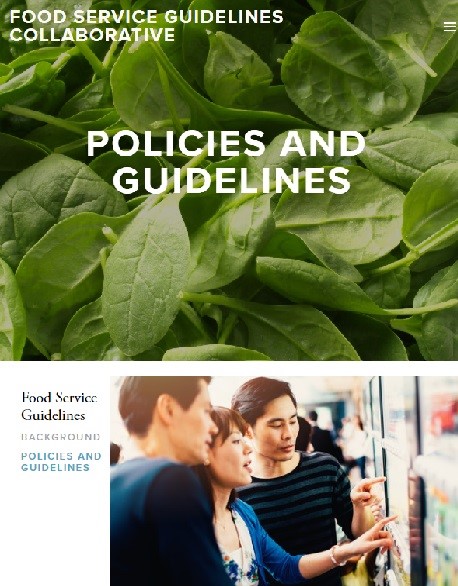 FOOD SERVICE GUIDELINES
COLLABORATIVE
POLICIES AND
GUIDELINES
Food Service
Guidelines
BACKGROUND
POLICIES AND
GUIDELINES